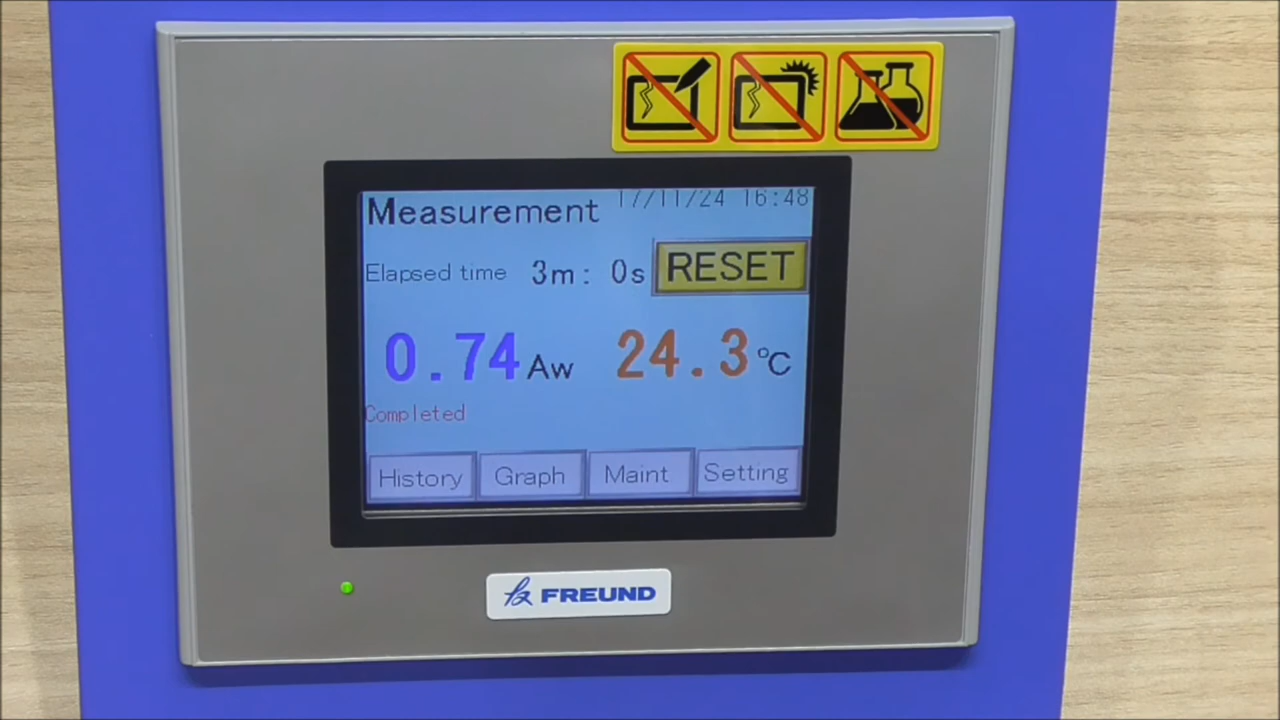 Measurement 17/11/24 16:48
Elapsed time 3m: 0s RESET
0.74 Aw 24.3 °C
Completed
History Graph Maint Setting
FREUND